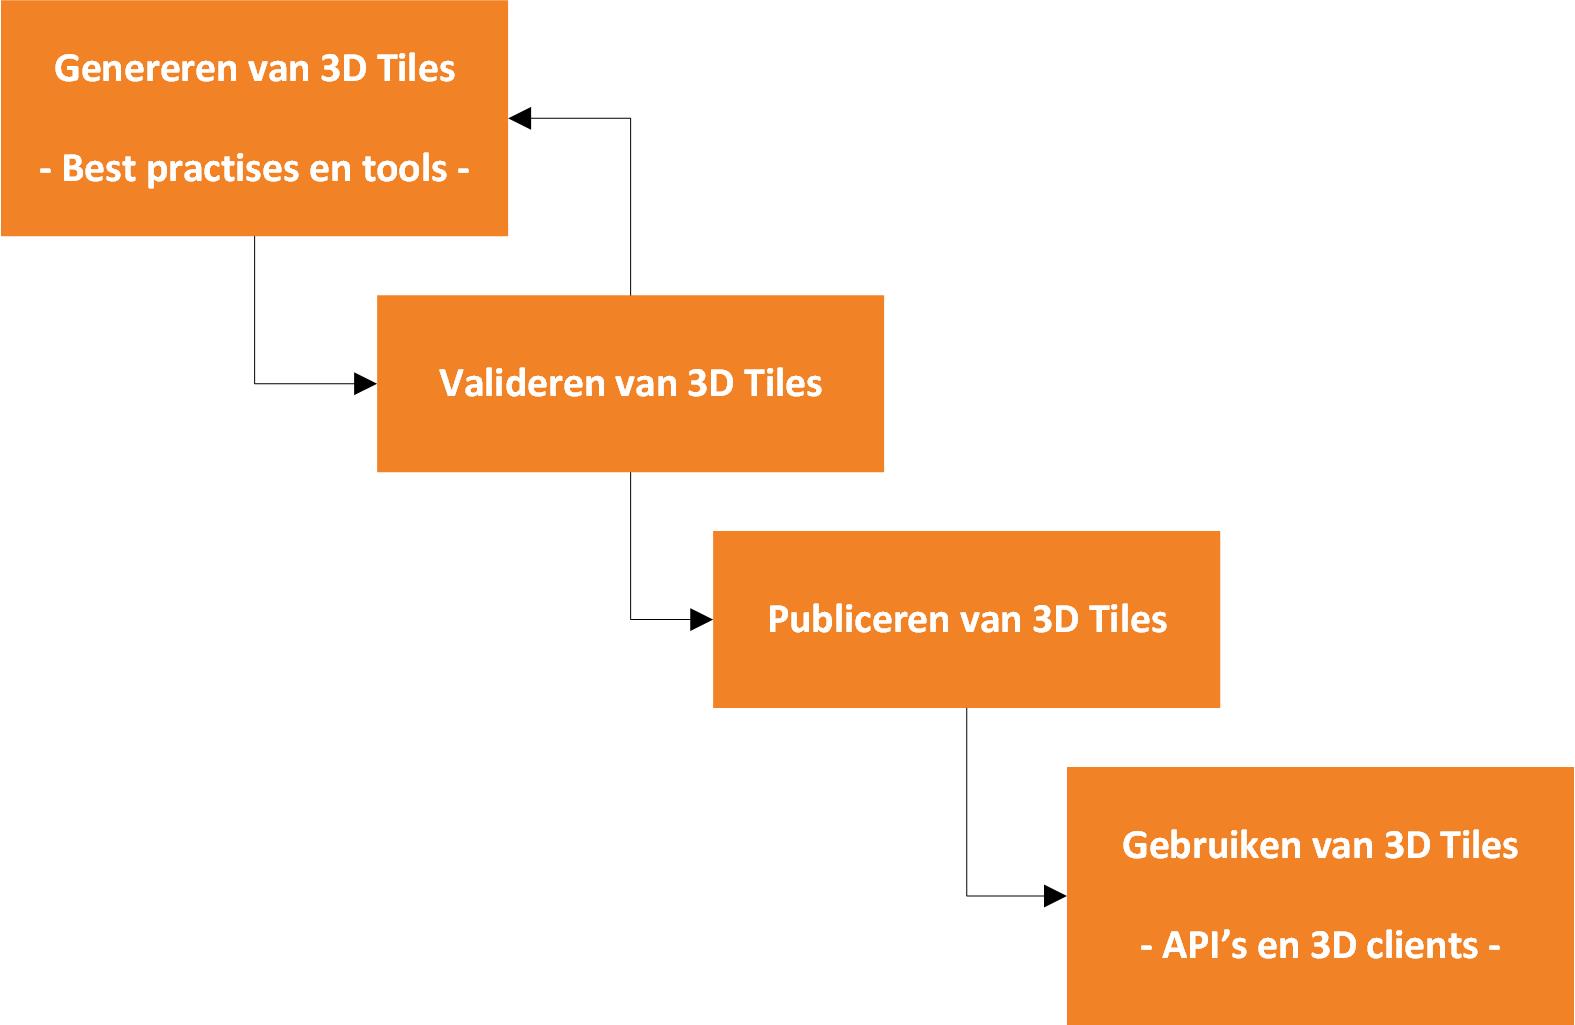 Genereren van 3D Tiles
- Best practises en tools -
Valideren van 3D Tiles
Publiceren van 3D Tiles
Gebruiken van 3D Tiles
- API’s en 3D clients -